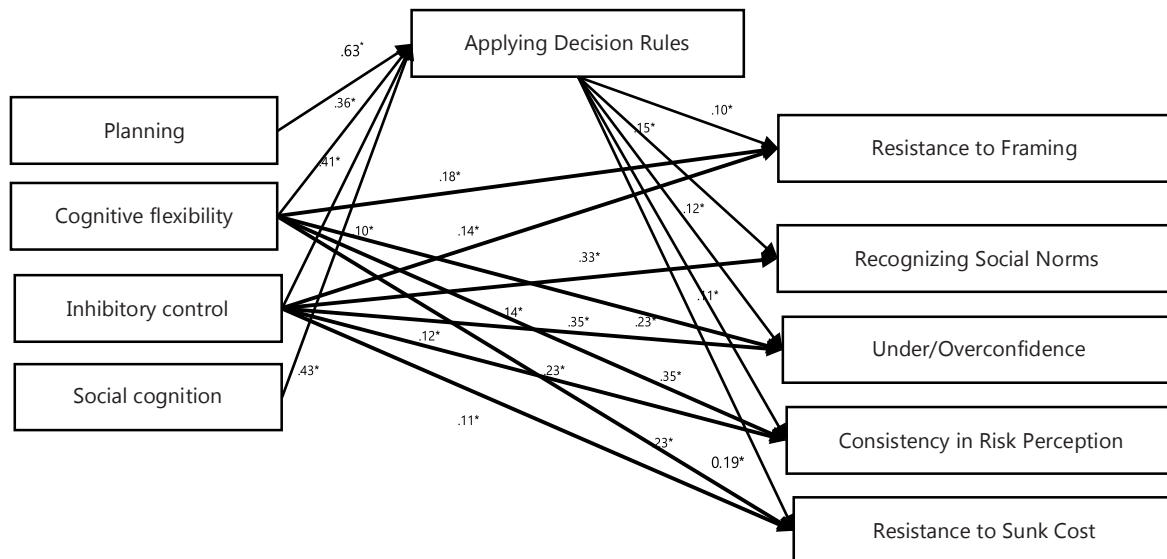 Applying Decision Rules
.63*
.36*
.10*
Planning
.15*
Resistance to Framing
.41*
.18*
Cognitive flexibility
.12*
.10*
.14*
.33*
Recognizing Social Norms
Inhibitory control
.11*
.14*
.35*
.23*
.12*
Under/Overconfidence
.43*
.23*
.35*
Social cognition
.11*
.23*
0.19*
Consistency in Risk Perception
Resistance to Sunk Cost